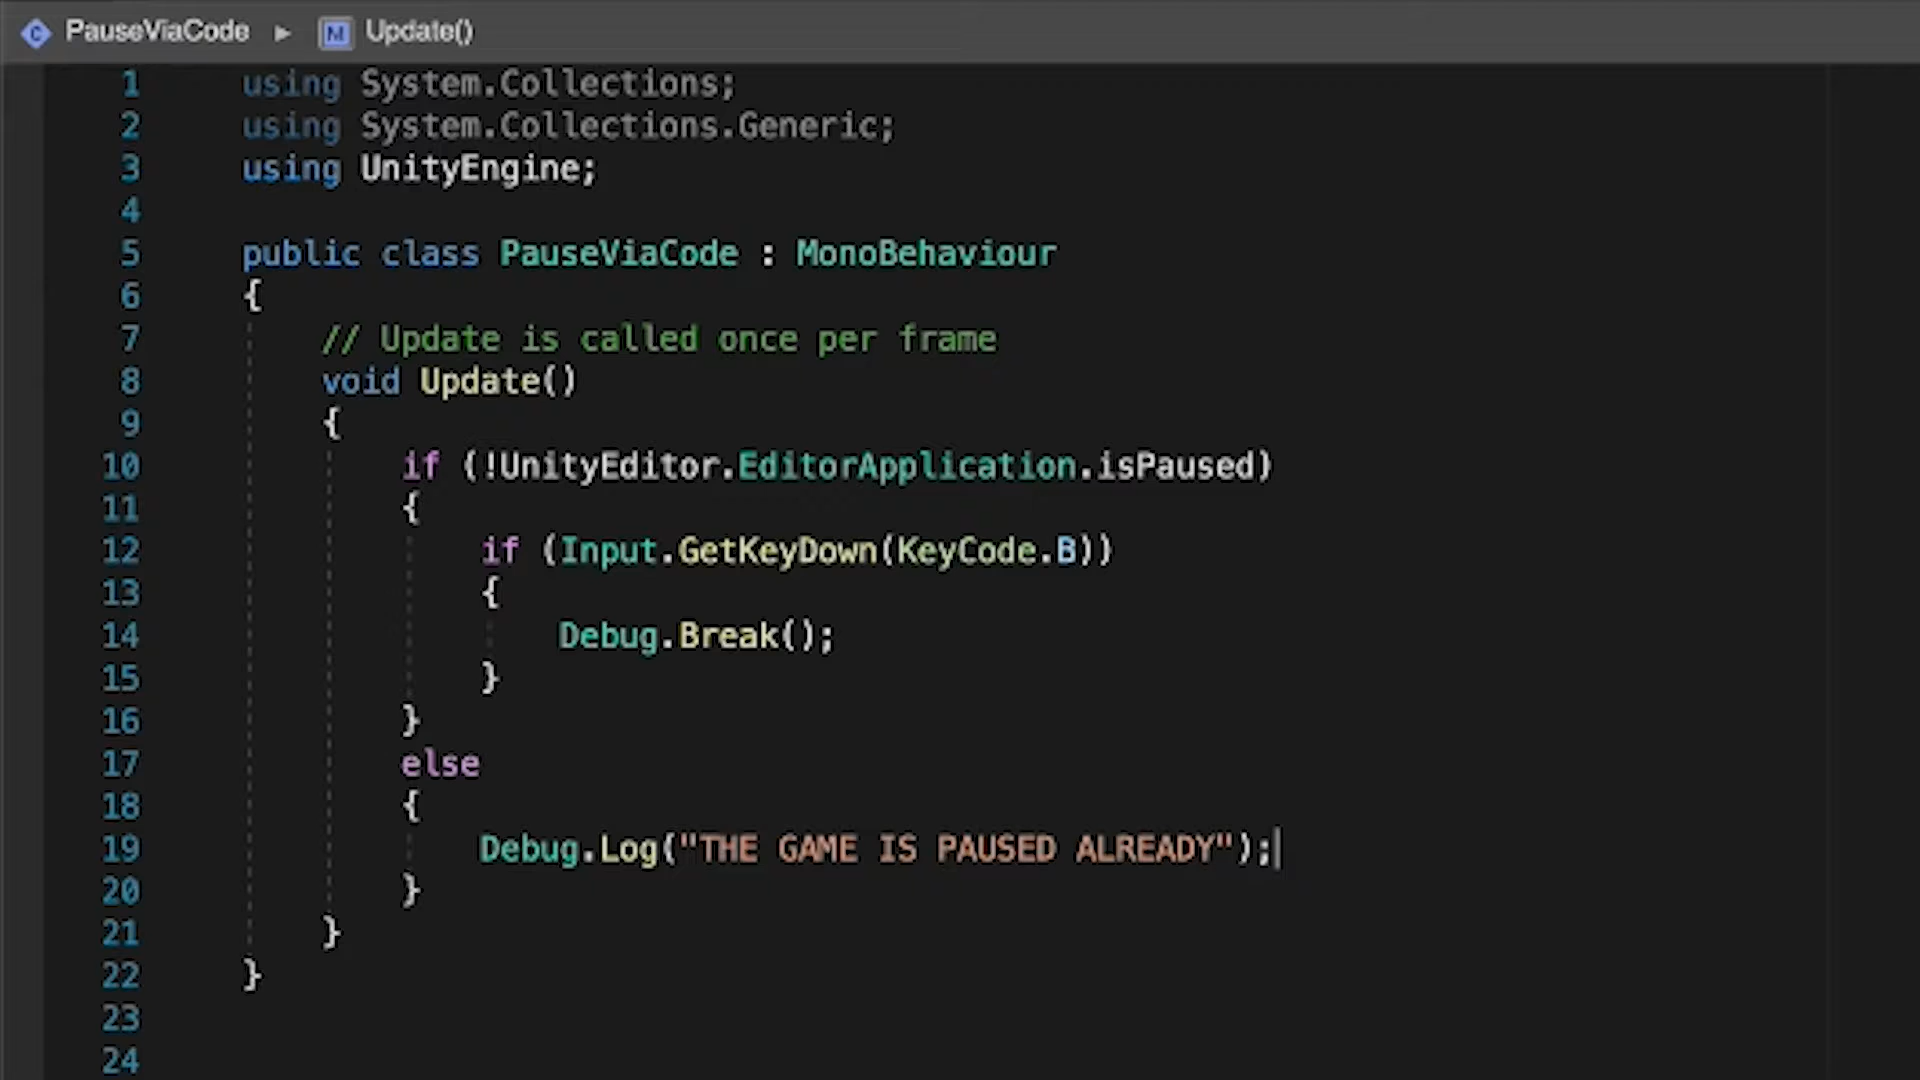 PauseViaCode ▶ M Update()
1 using System.Collections;
2 using System.Collections.Generic;
3 using UnityEngine;
4
5 public class PauseViaCode : MonoBehaviour
6 {
7 // Update is called once per frame
8 void Update()
9 {
10 if (!UnityEditor.EditorApplication.isPaused)
11 {
12 if (Input.GetKeyDown(KeyCode.B))
13 {
14 Debug.Break();
15 }
16 }
17 else
18 {
19 Debug.Log("THE GAME IS PAUSED ALREADY");
20 }
21 }
22 }
23
24